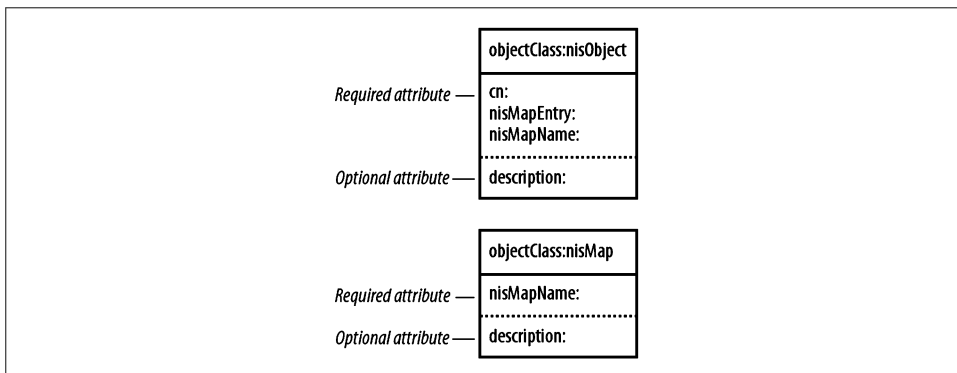 objectClass:nisObject
Required attribute
cn:
nisMapEntry:
nisMapName:
Optional attribute
description:
objectClass:nisMap
Required attribute
nisMapName:
Optional attribute
description: